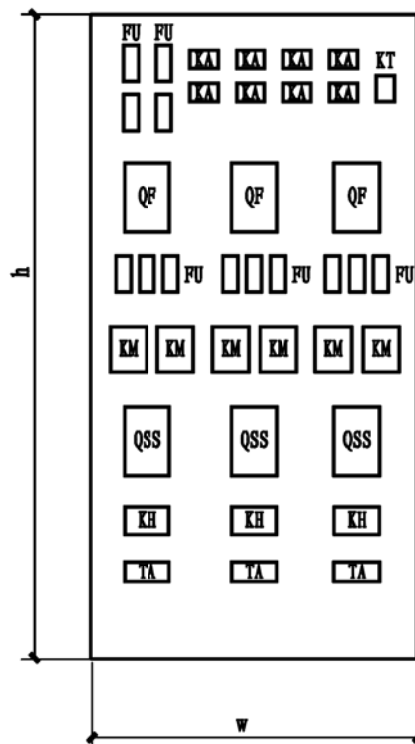 FU FU
KA KA KA KA KT
KA KA KA KA
QF QF QF
h
FU FU FU
KM KM KM KM KM KM
QSS QSS QSS
KH KH KH
TA TA TA
w